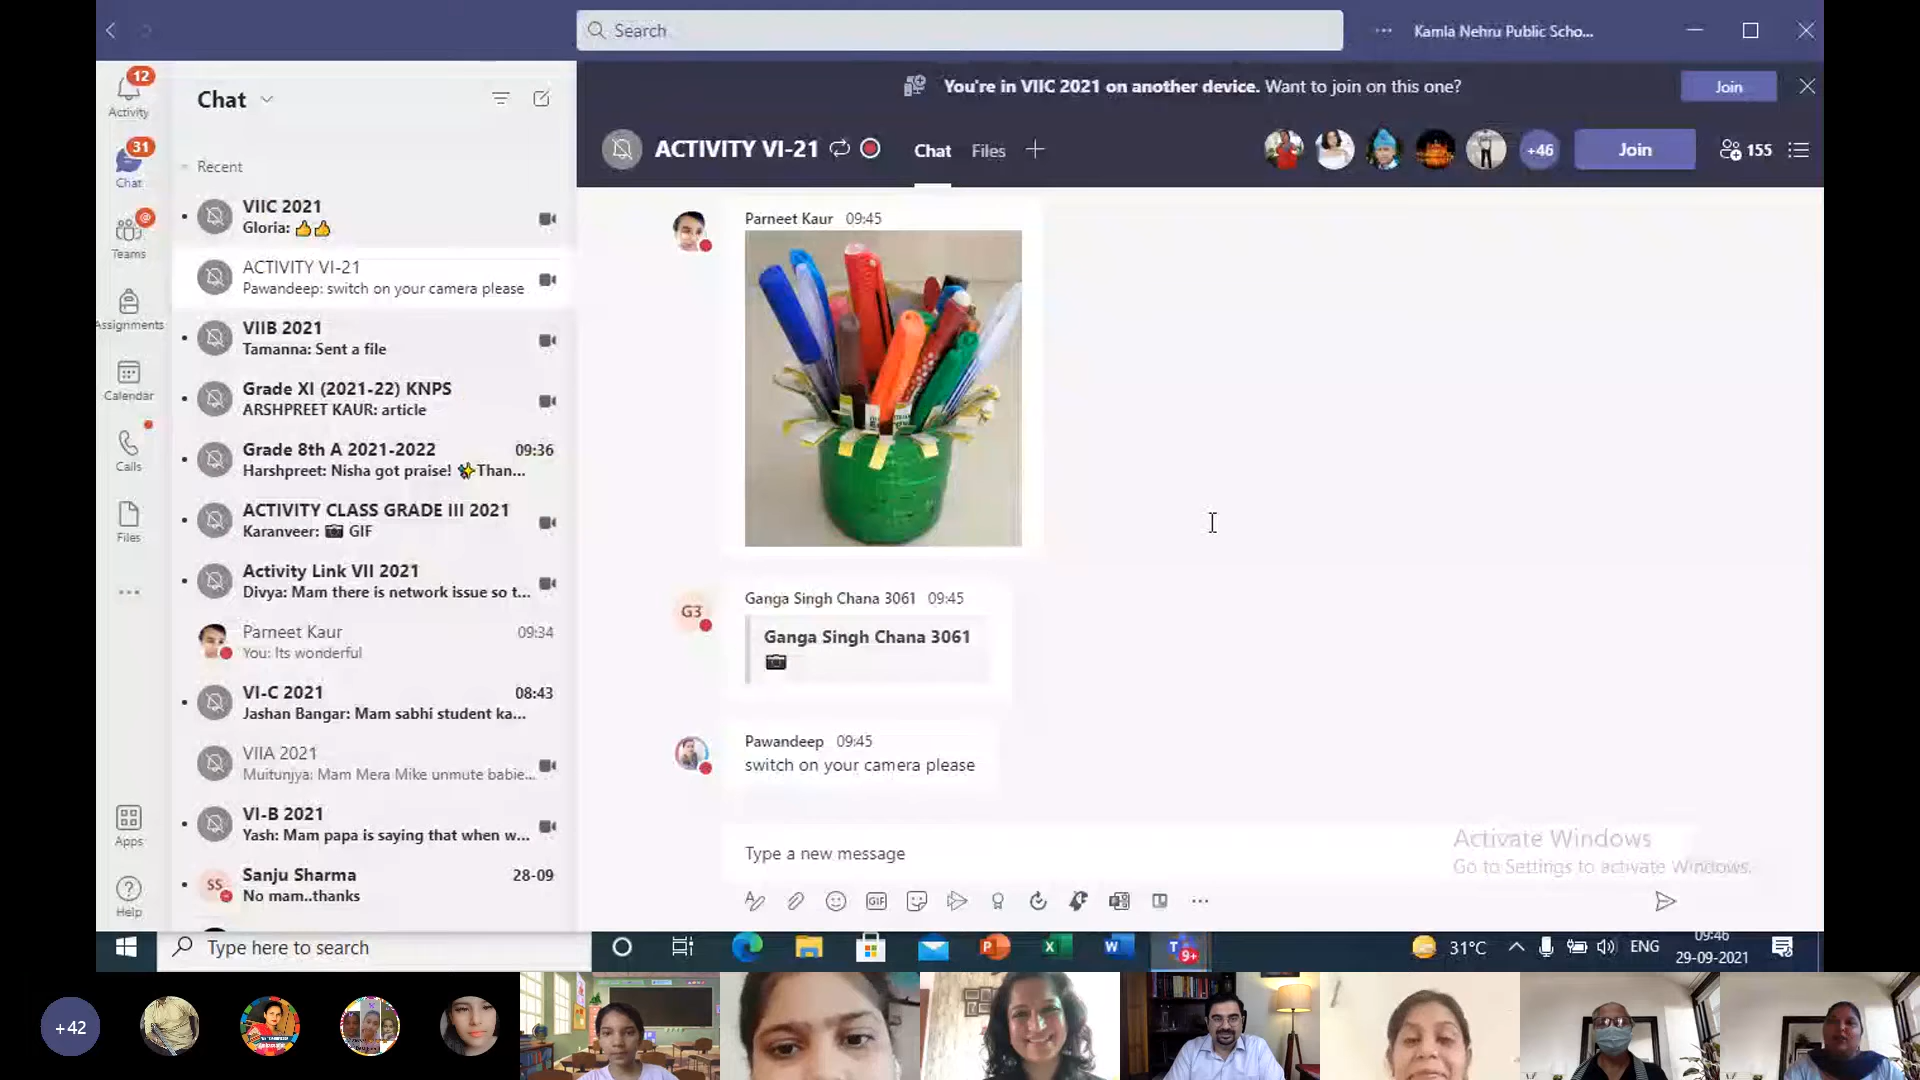 Search
Kamla Nehru Public Scho...
12
Activity
31
Chat
@
Teams
Assignments
Calendar
Calls
Files
Apps
Help
Chat
Recent
VIIC 2021
Gloria: 👍👍
ACTIVITY VI-21
Pawandeep: switch on your camera please
VIIB 2021
Tamanna: Sent a file
Grade XI (2021-22) KNPS
ARSHPREET KAUR: article
Grade 8th A 2021-2022 09:36
Harshpreet: Nisha got praise! ✨Than...
ACTIVITY CLASS GRADE III 2021
Karanveer: 📷 GIF
Activity Link VII 2021
Divya: Mam there is network issue so t...
Parneet Kaur 09:34
You: Its wonderful
VI-C 2021 08:43
Jashan Bangar: Mam sabhi student ka...
VIIA 2021
Muitunjya: Mam Mera Mike unmute babie...
VI-B 2021
Yash: Mam papa is saying that when w...
SS
Sanju Sharma 28-09
No mam..thanks
You're in VIIC 2021 on another device. Want to join on this one?
Join
ACTIVITY VI-21
Chat Files
+46
Join
155
Parneet Kaur 09:45
G3
Ganga Singh Chana 3061 09:45
Ganga Singh Chana 3061
📷
Pawandeep 09:45
switch on your camera please
Type a new message
GIF
Activate Windows
Go to Settings to activate Windows.
Type here to search
9+
31°C
ENG
09:46
29-09-2021
+42